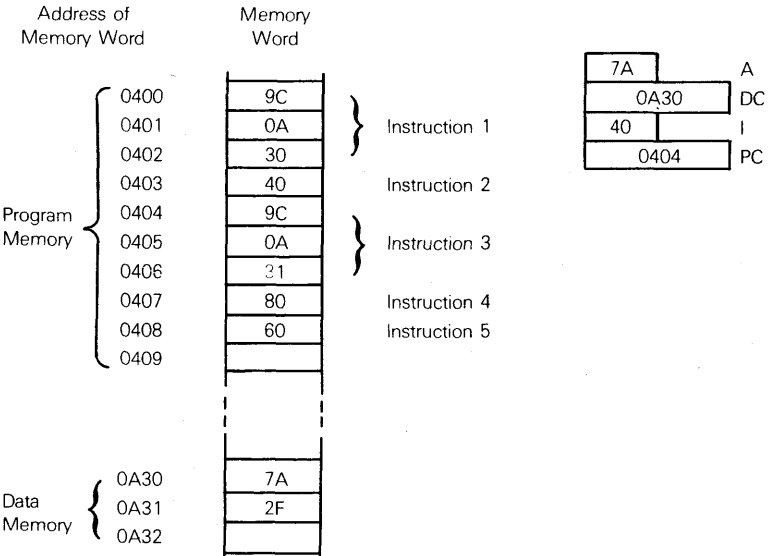 Address of Memory
Memory Word Word
7A A
0400 9C 0A30 DC
0401 0A Instruction 1 40 I
0402 30 0404 PC
0403 40 Instruction 2
0404 9C
Program
Memory 0405 0A Instruction 3
0406 31
0407 80 Instruction 4
0408 60 Instruction 5
0409
0A30 7A
Data 0A31 2F
Memory 0A32